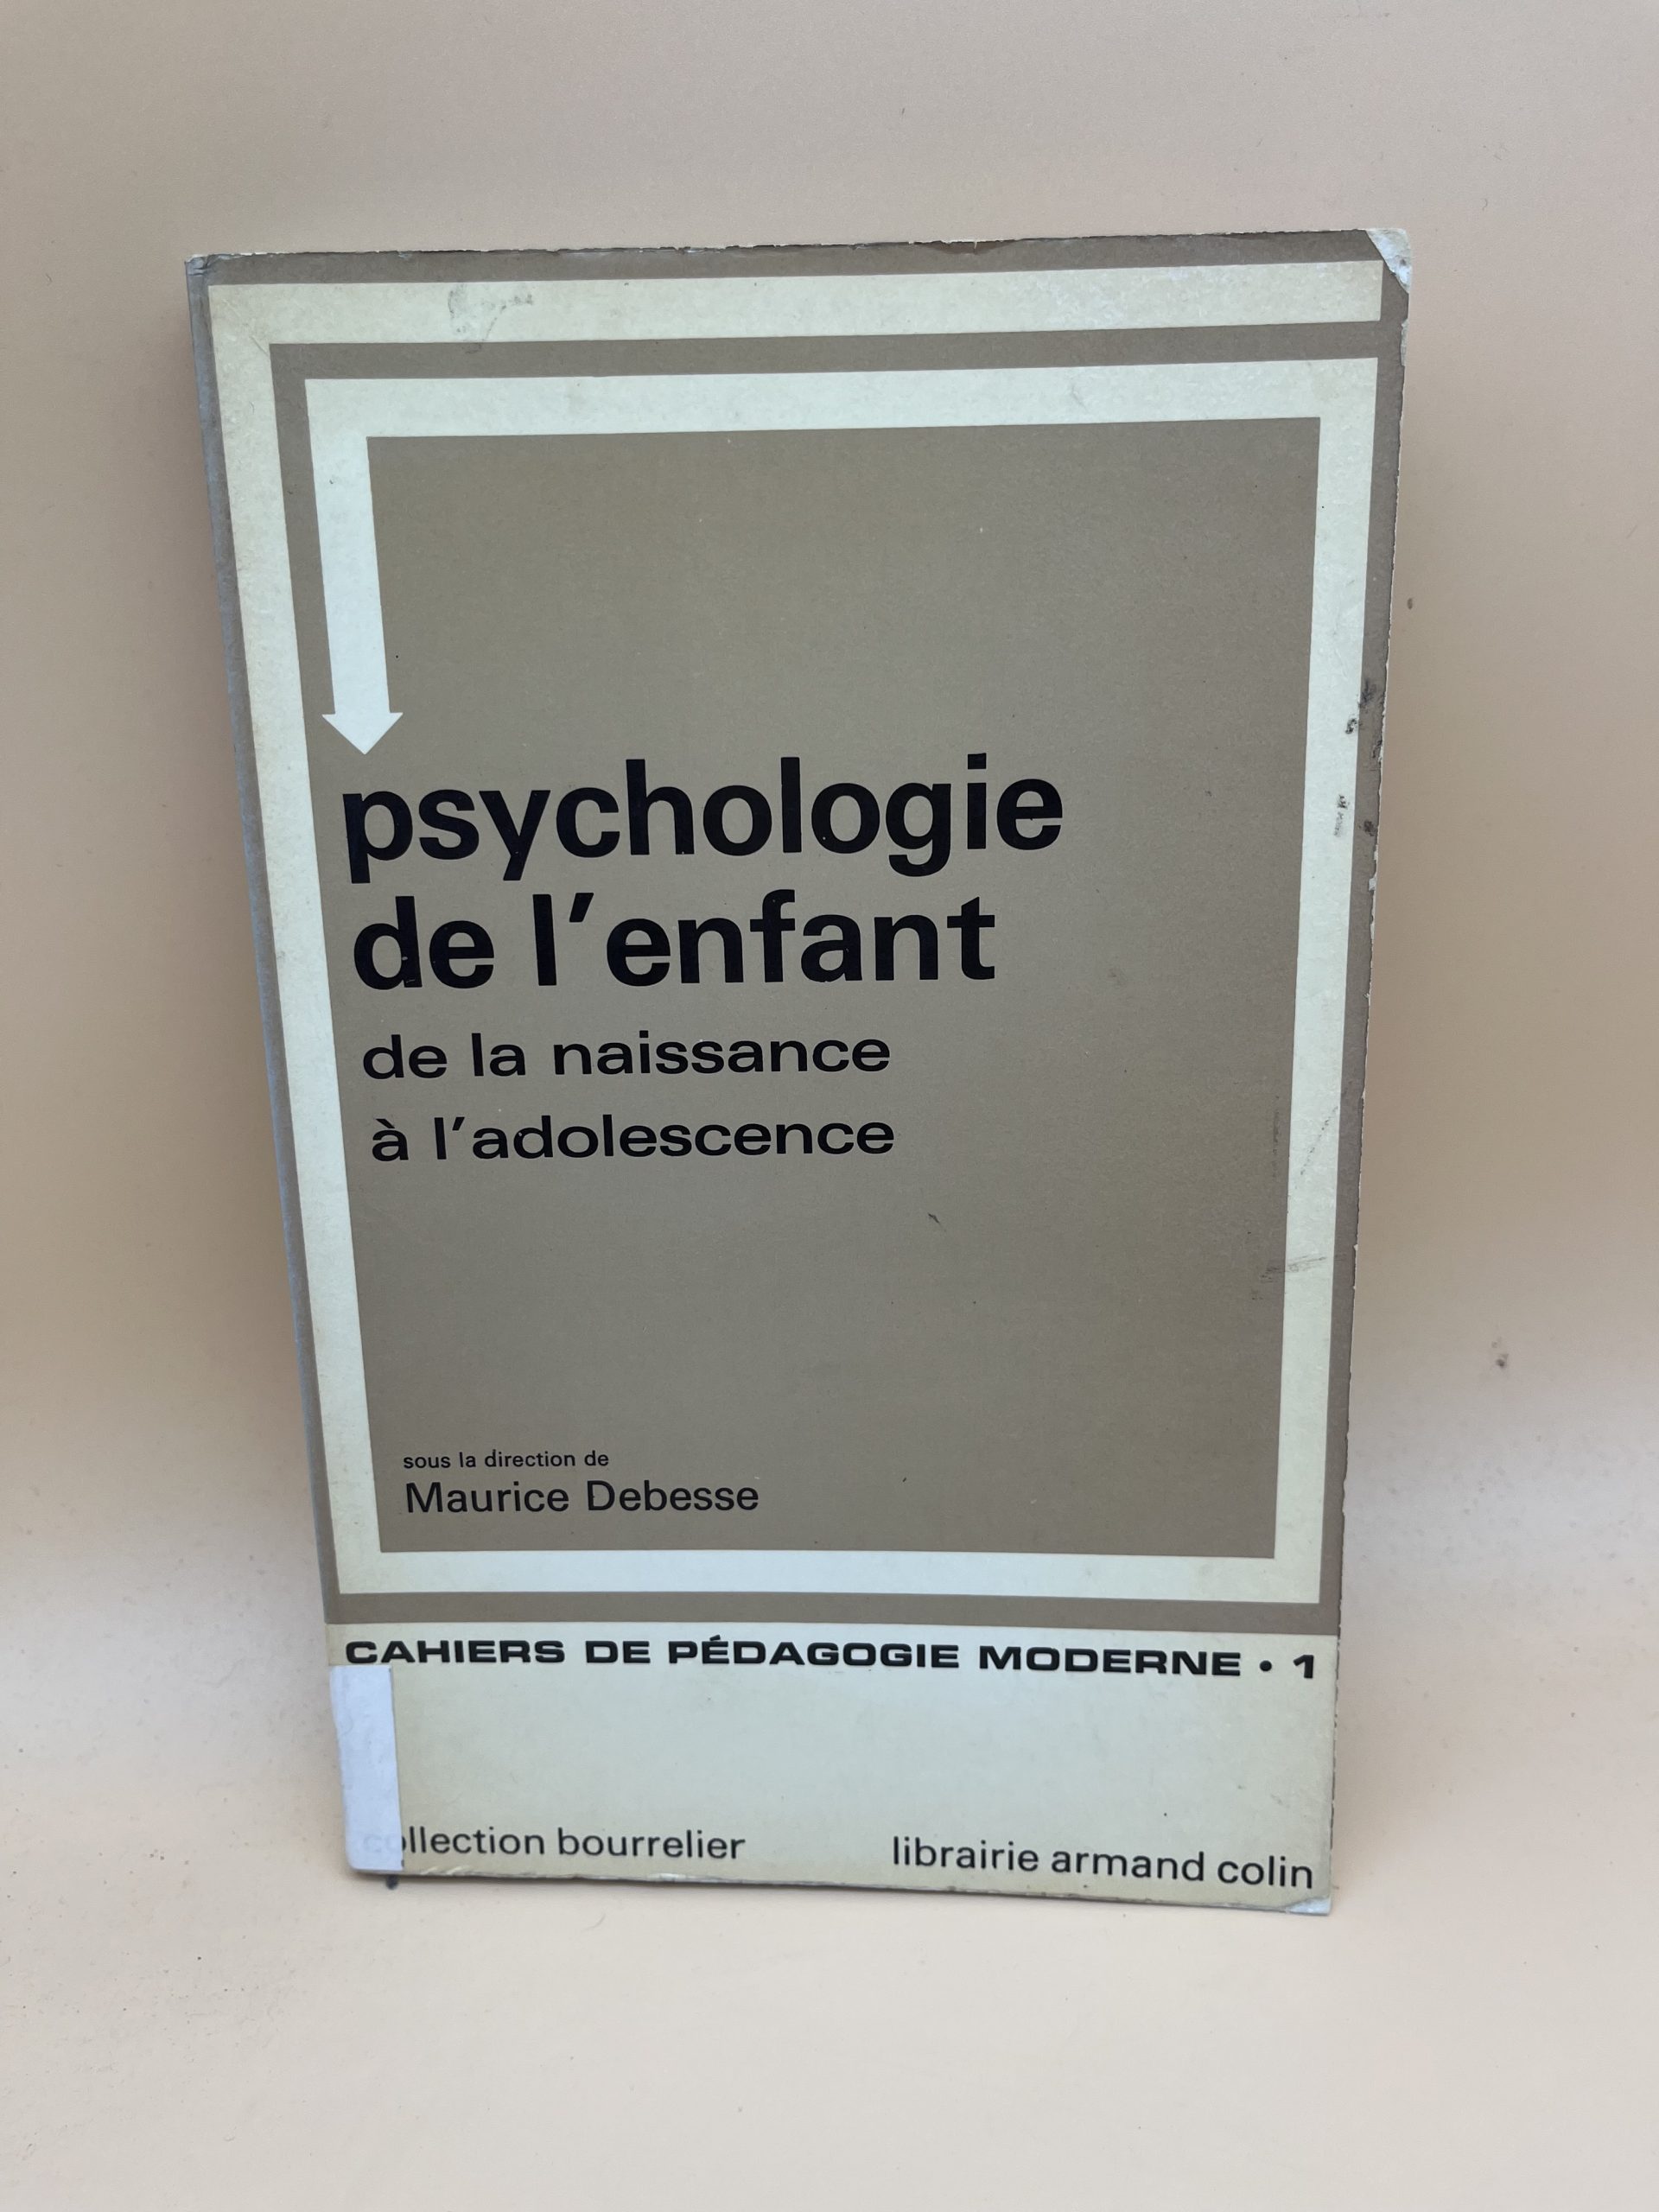 psychologie
de l'enfant
de la naissance
à l'adolescence
sous la direction de
Maurice Debesse
CAHIERS DE PÉDAGOGIE MODERNE • 1
collection bourrelier
librairie armand colin